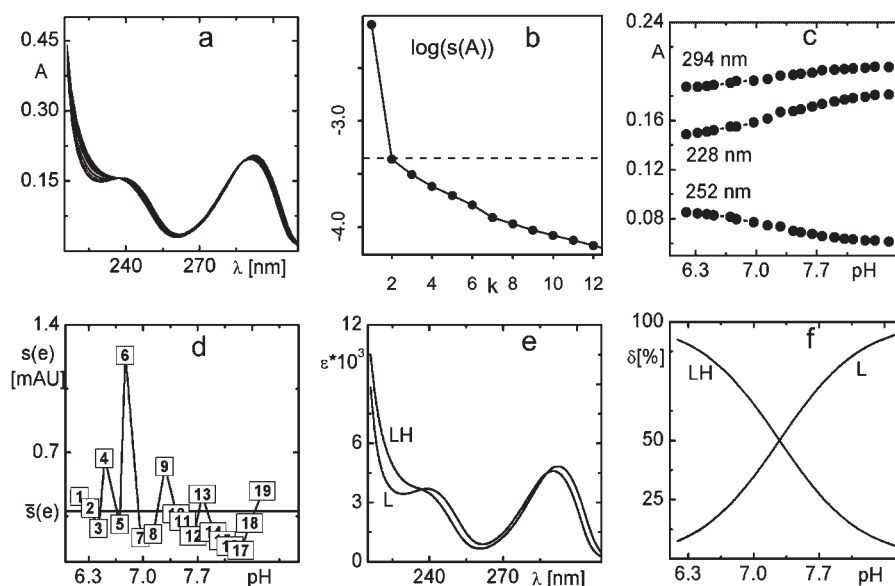 a
0.45
A
0.30
0.15
240
270
λ [nm]
b
log(s(A))
-3.0
-4.0
2
4
6
k
8
10
12
c
0.24
A
0.16
0.08
294 nm
228 nm
252 nm
6.3
7.0
7.7
pH
d
1.4
s(e)
[mAU]
0.7
s̅(e)
0
1
2
3
4
5
6
7
8
9
11
12
13
14
17
18
19
6.3
7.0
7.7
pH
e
12
ε*10³
9
6
3
0
LH
L
240
270
λ [nm]
f
100
δ[%]
50
25
LH
L
6.3
7.0
7.7
pH